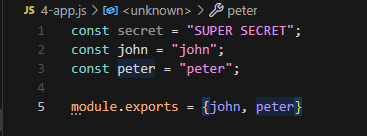 JS 4-app.js > <unknown> > peter
1 const secret = "SUPER SECRET";
2 const john = "john";
3 const peter = "peter";
4
5 module.exports = {john, peter}